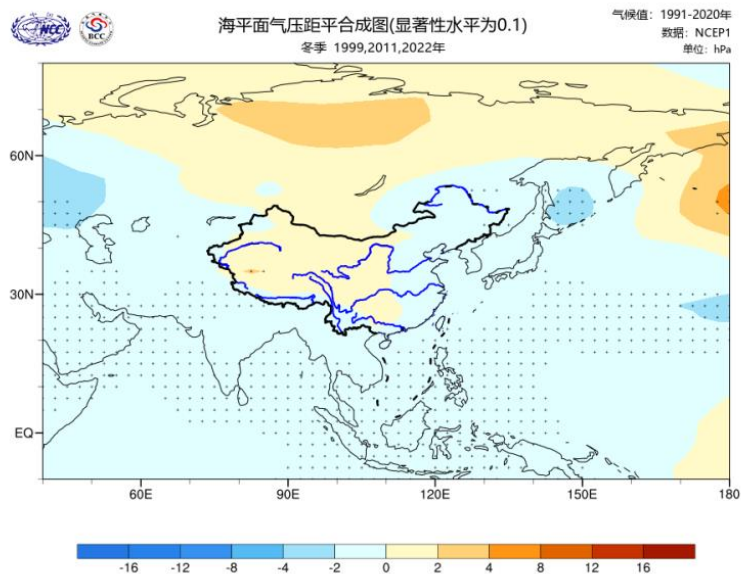 NCC
BCC
海平面气压距平合成图(显著性水平为0.1)
冬季 1999,2011,2022年
气候值：1991-2020年
数据：NCEP1
单位：hPa
60N
30N
EQ
60E 90E 120E 150E 180
-16 -12 -8 -4 -2 0 2 4 8 12 16